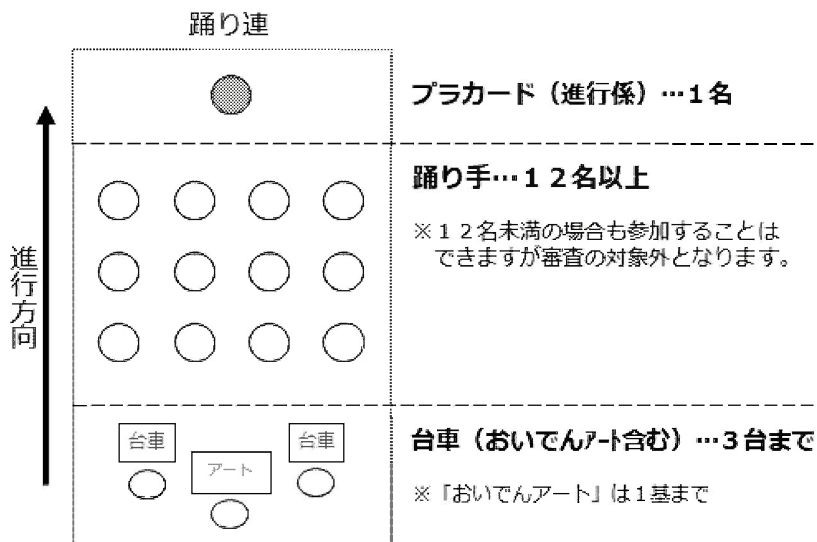 踊り連
プラカード（進行係）…１名
踊り手…１２名以上
※１２名未満の場合も参加することは
できますが審査の対象外となります。
進行方向
台車
台車
アート
台車（おいでんｱｰﾄ含む）…３台まで
※「おいでんアート」は１基まで